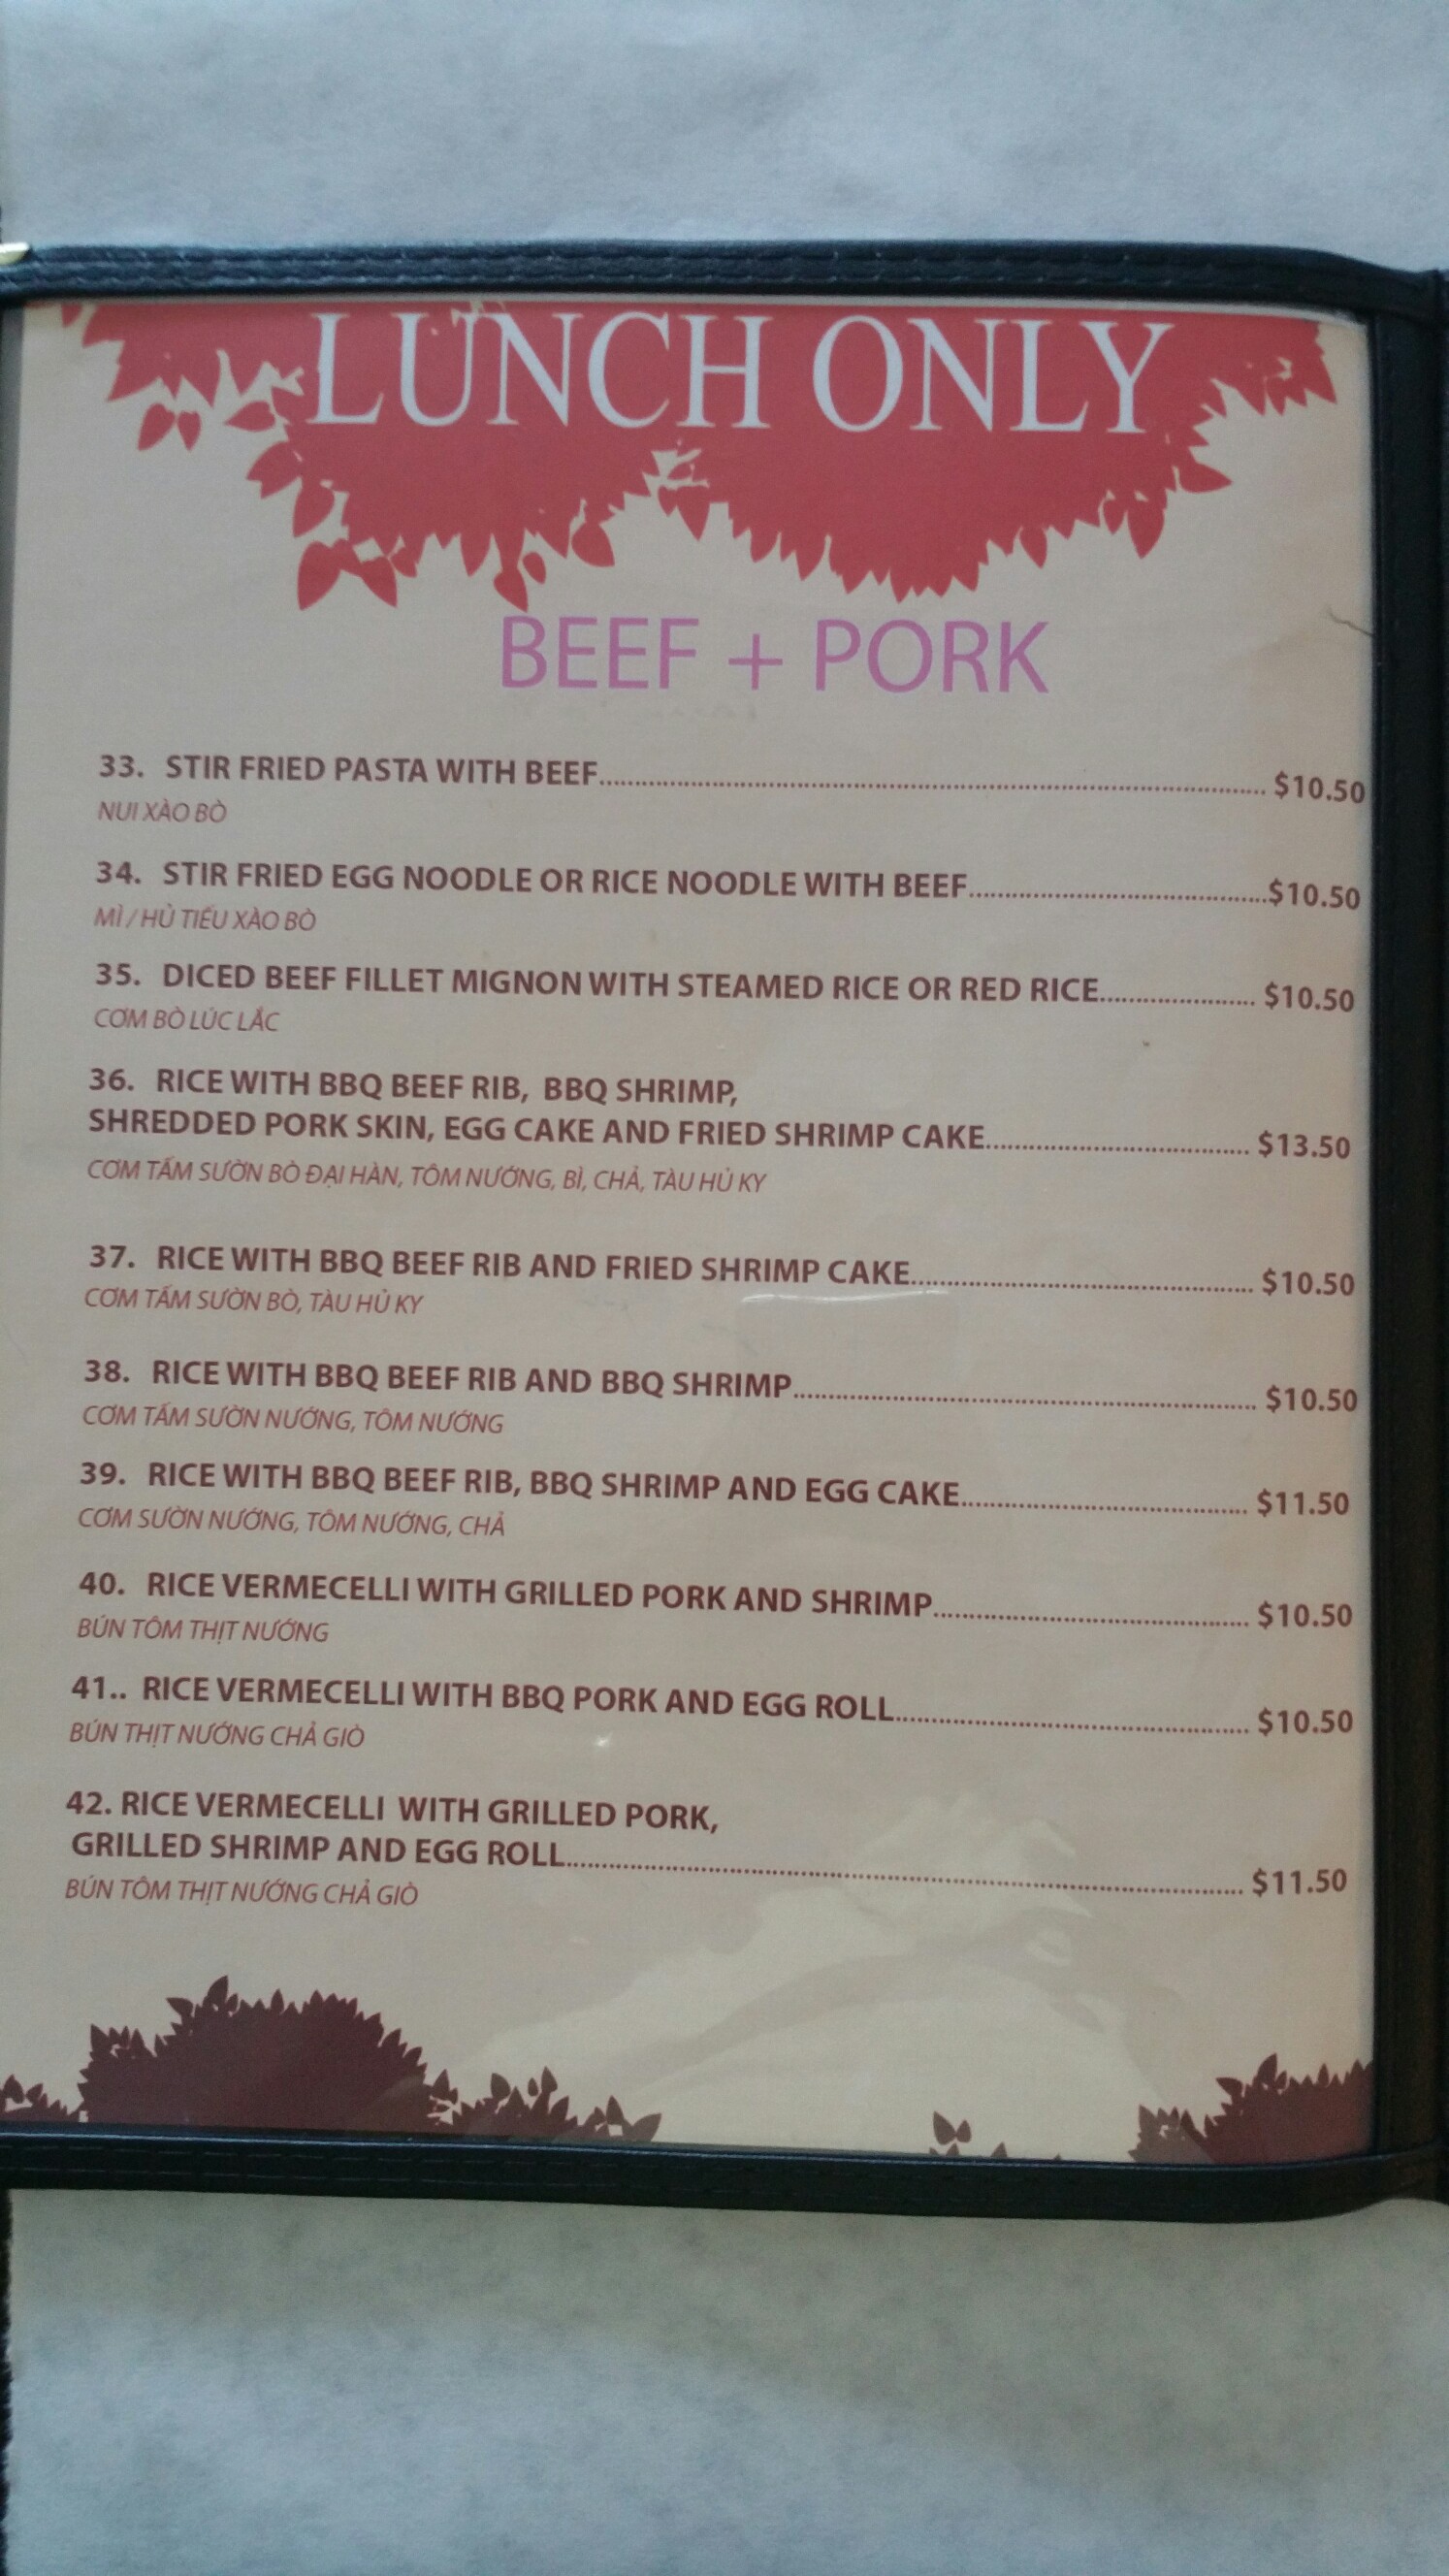 LUNCH ONLY
BEEF + PORK
33. STIR FRIED PASTA WITH BEEF.......... $10.50
NUI XÀO BÒ
34. STIR FRIED EGG NOODLE OR RICE NOODLE WITH BEEF..........$10.50
MÌ / HỦ TIẾU XÀO BÒ
35. DICED BEEF FILLET MIGNON WITH STEAMED RICE OR RED RICE.......... $10.50
CƠM BÒ LÚC LẮC
36. RICE WITH BBQ BEEF RIB, BBQ SHRIMP,
SHREDDED PORK SKIN, EGG CAKE AND FRIED SHRIMP CAKE.......... $13.50
CƠM TẤM SƯỜN BÒ ĐẠI HÀN, TÔM NƯỚNG, BÌ, CHẢ, TÀU HỦ KY
37. RICE WITH BBQ BEEF RIB AND FRIED SHRIMP CAKE.......... $10.50
CƠM TẤM SƯỜN BÒ, TÀU HỦ KY
38. RICE WITH BBQ BEEF RIB AND BBQ SHRIMP.......... $10.50
CƠM TẤM SƯỜN NƯỚNG, TÔM NƯỚNG
39. RICE WITH BBQ BEEF RIB, BBQ SHRIMP AND EGG CAKE.......... $11.50
CƠM SƯỜN NƯỚNG, TÔM NƯỚNG, CHẢ
40. RICE VERMECELLI WITH GRILLED PORK AND SHRIMP.......... $10.50
BÚN TÔM THỊT NƯỚNG
41.. RICE VERMECELLI WITH BBQ PORK AND EGG ROLL.......... $10.50
BÚN THỊT NƯỚNG CHẢ GIÒ
42. RICE VERMECELLI WITH GRILLED PORK,
GRILLED SHRIMP AND EGG ROLL.......... $11.50
BÚN TÔM THỊT NƯỚNG CHẢ GIÒ